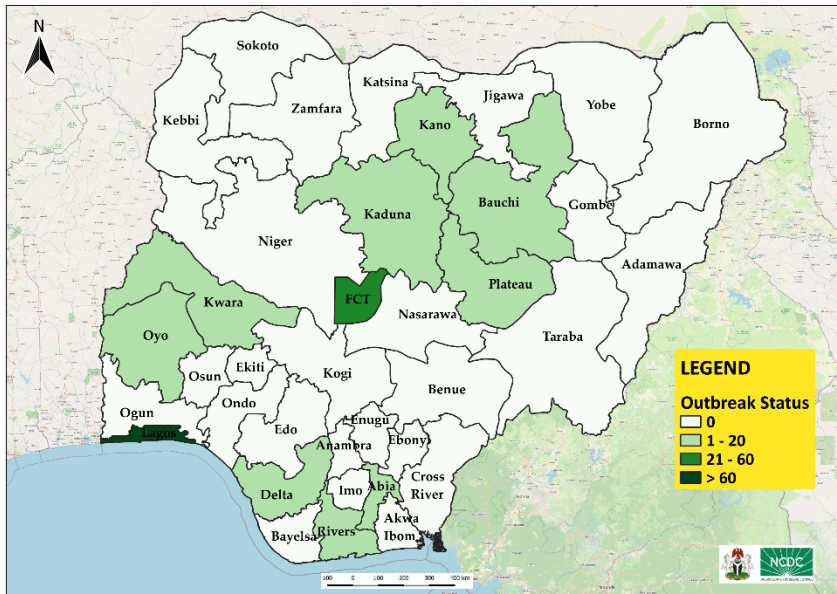 N
Sokoto
Katsina
Jigawa
Yobe
Zamfara
Kebbi
Borno
Kano
Bauchi
Gombe
Kaduna
Niger
Adamawa
Plateau
FCT
Kwara
Nasarawa
Taraba
Oyo
Ekiti
Osun
Kogi
Benue
Ondo
Ogun
Enugu
Edo
Lagos
Anambra
Ebonyi
Cross
River
Abia
Imo
Delta
Akwa
Ibom
Rivers
Bayelsa
LEGEND
Outbreak Status
0
1 - 20
21 - 60
> 60
100 0 100 200 300 400 km
NCDC